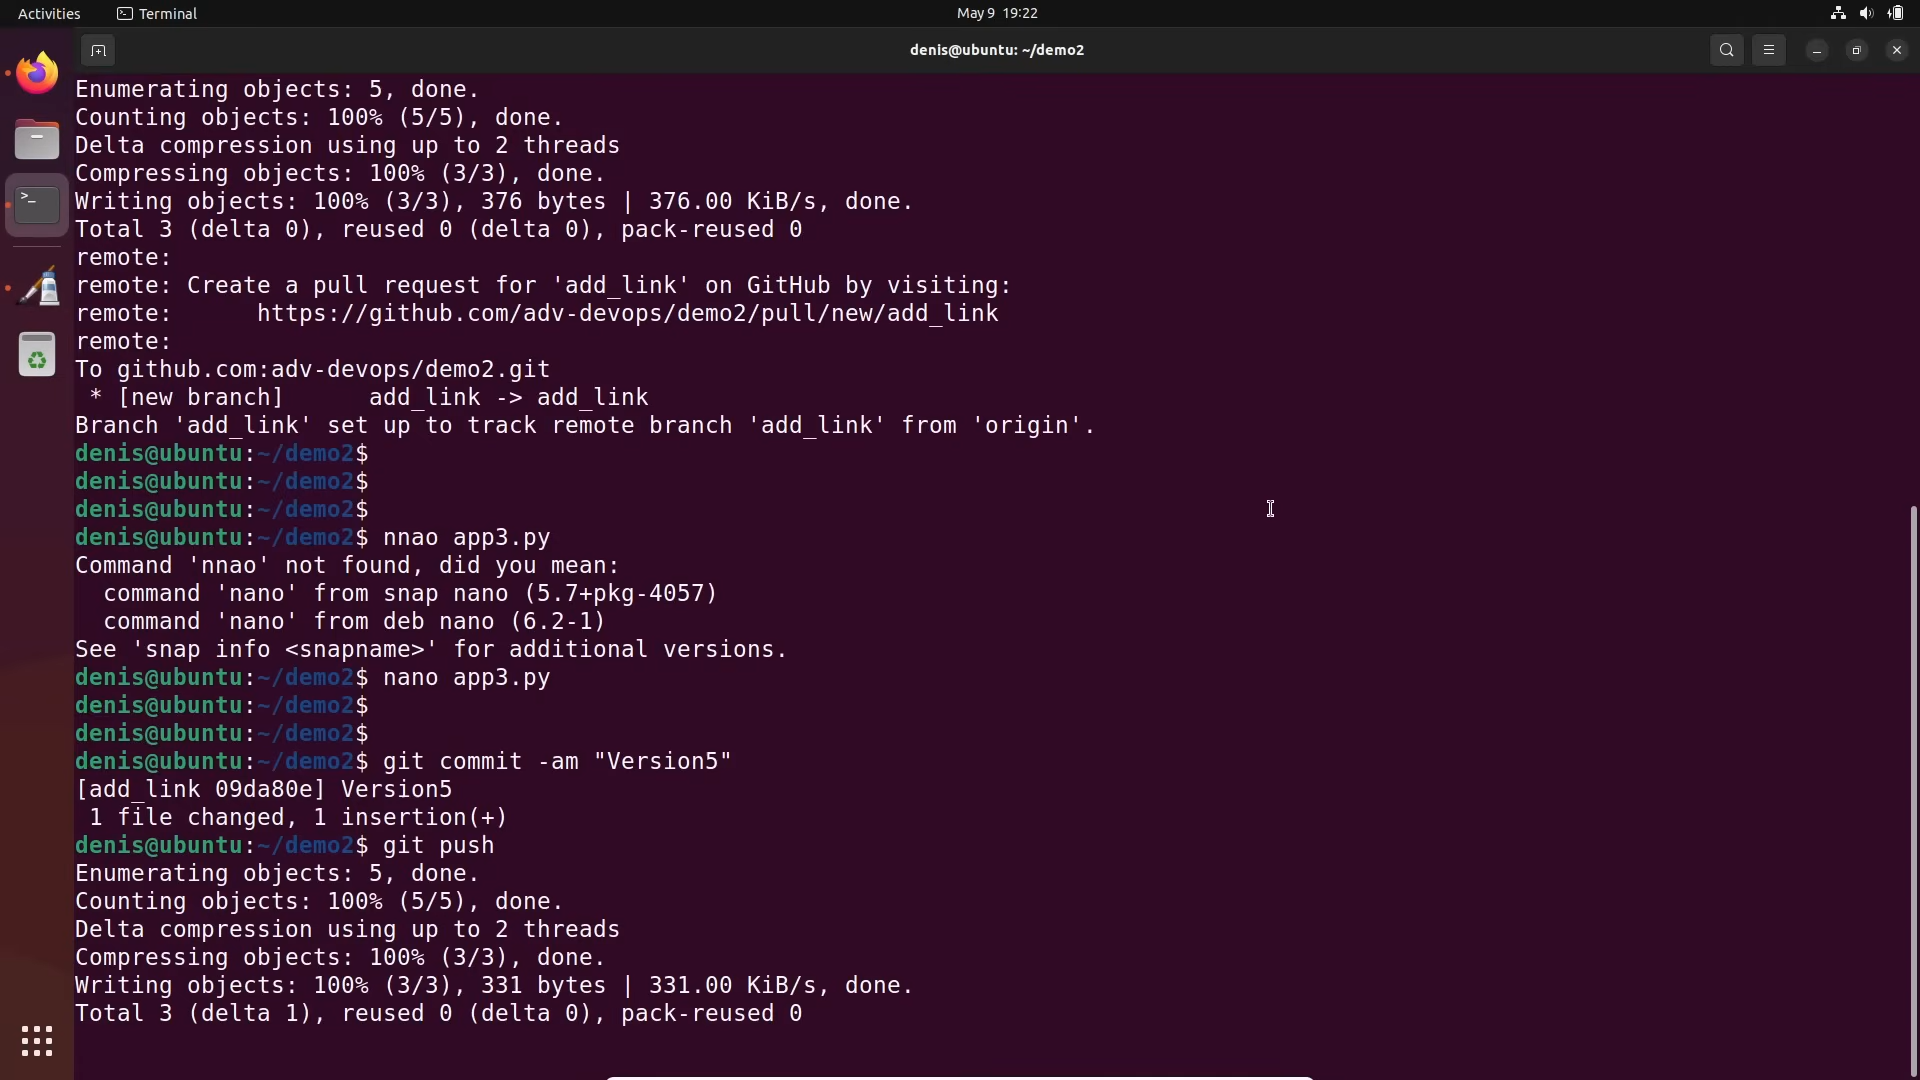 Activities
Terminal
May 9 19:22
denis@ubuntu: ~/demo2
Enumerating objects: 5, done.
Counting objects: 100% (5/5), done.
Delta compression using up to 2 threads
Compressing objects: 100% (3/3), done.
Writing objects: 100% (3/3), 376 bytes | 376.00 KiB/s, done.
Total 3 (delta 0), reused 0 (delta 0), pack-reused 0
remote:
remote: Create a pull request for 'add_link' on GitHub by visiting:
remote:      https://github.com/adv-devops/demo2/pull/new/add_link
remote:
To github.com:adv-devops/demo2.git
 * [new branch]      add_link -> add_link
Branch 'add_link' set up to track remote branch 'add_link' from 'origin'.
denis@ubuntu:~/demo2$
denis@ubuntu:~/demo2$
denis@ubuntu:~/demo2$
denis@ubuntu:~/demo2$ nnao app3.py
Command 'nnao' not found, did you mean:
  command 'nano' from snap nano (5.7+pkg-4057)
  command 'nano' from deb nano (6.2-1)
See 'snap info <snapname>' for additional versions.
denis@ubuntu:~/demo2$ nano app3.py
denis@ubuntu:~/demo2$
denis@ubuntu:~/demo2$
denis@ubuntu:~/demo2$ git commit -am "Version5"
[add_link 09da80e] Version5
 1 file changed, 1 insertion(+)
denis@ubuntu:~/demo2$ git push
Enumerating objects: 5, done.
Counting objects: 100% (5/5), done.
Delta compression using up to 2 threads
Compressing objects: 100% (3/3), done.
Writing objects: 100% (3/3), 331 bytes | 331.00 KiB/s, done.
Total 3 (delta 1), reused 0 (delta 0), pack-reused 0